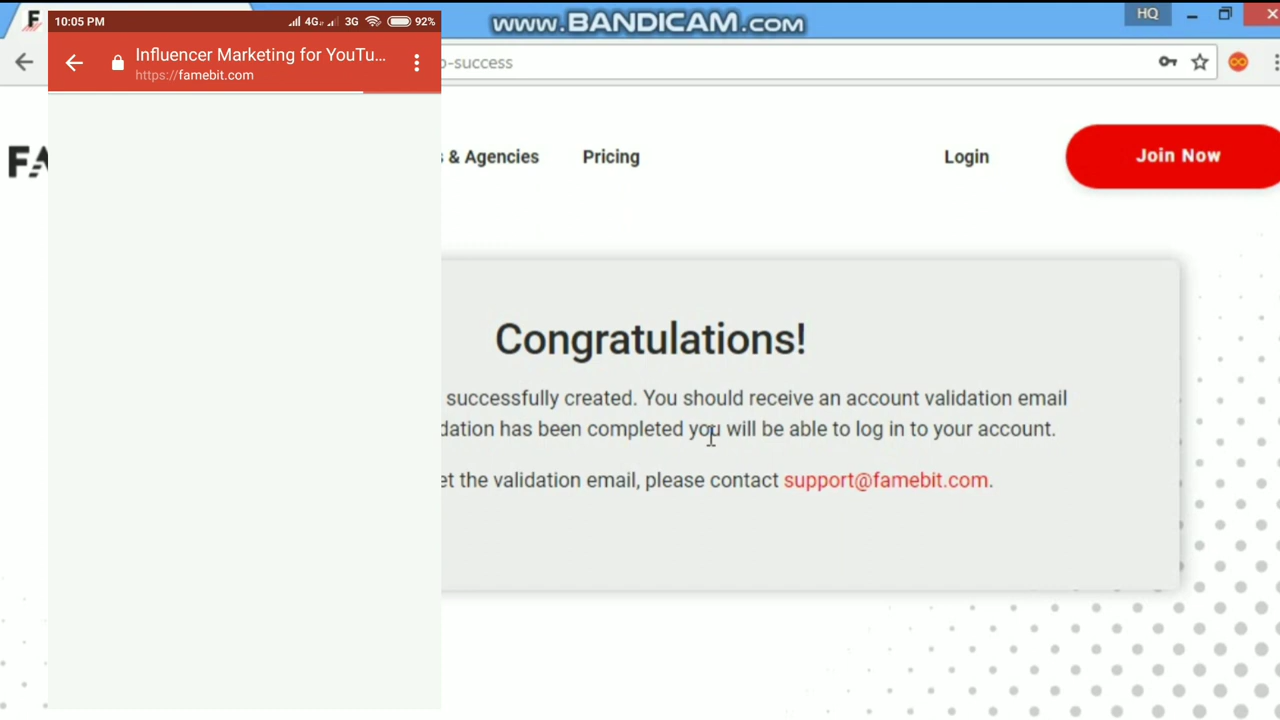 www.BANDICAM.com
HQ
10:05 PM 4G 3G 92%
Influencer Marketing for YouTu...
https://famebit.com
-success
FA
& Agencies Pricing Login Join Now
Congratulations!
successfully created. You should receive an account validation email
dation has been completed you will be able to log in to your account.
et the validation email, please contact support@famebit.com.